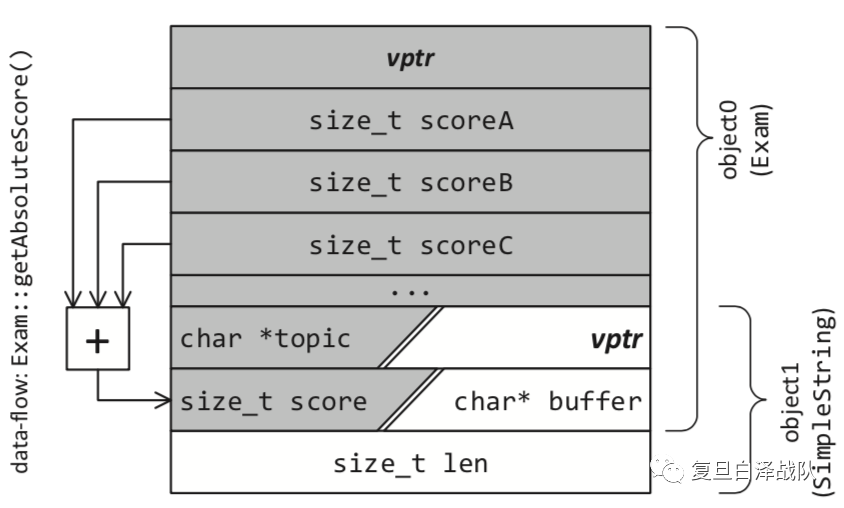 data-flow: Exam::getAbsoluteScore()
vptr
size_t scoreA
size_t scoreB
size_t scoreC
...
+
char *topic
vptr
size_t score
char* buffer
size_t len
object0
(Exam)
object1
(SimpleString)
复旦白泽战队